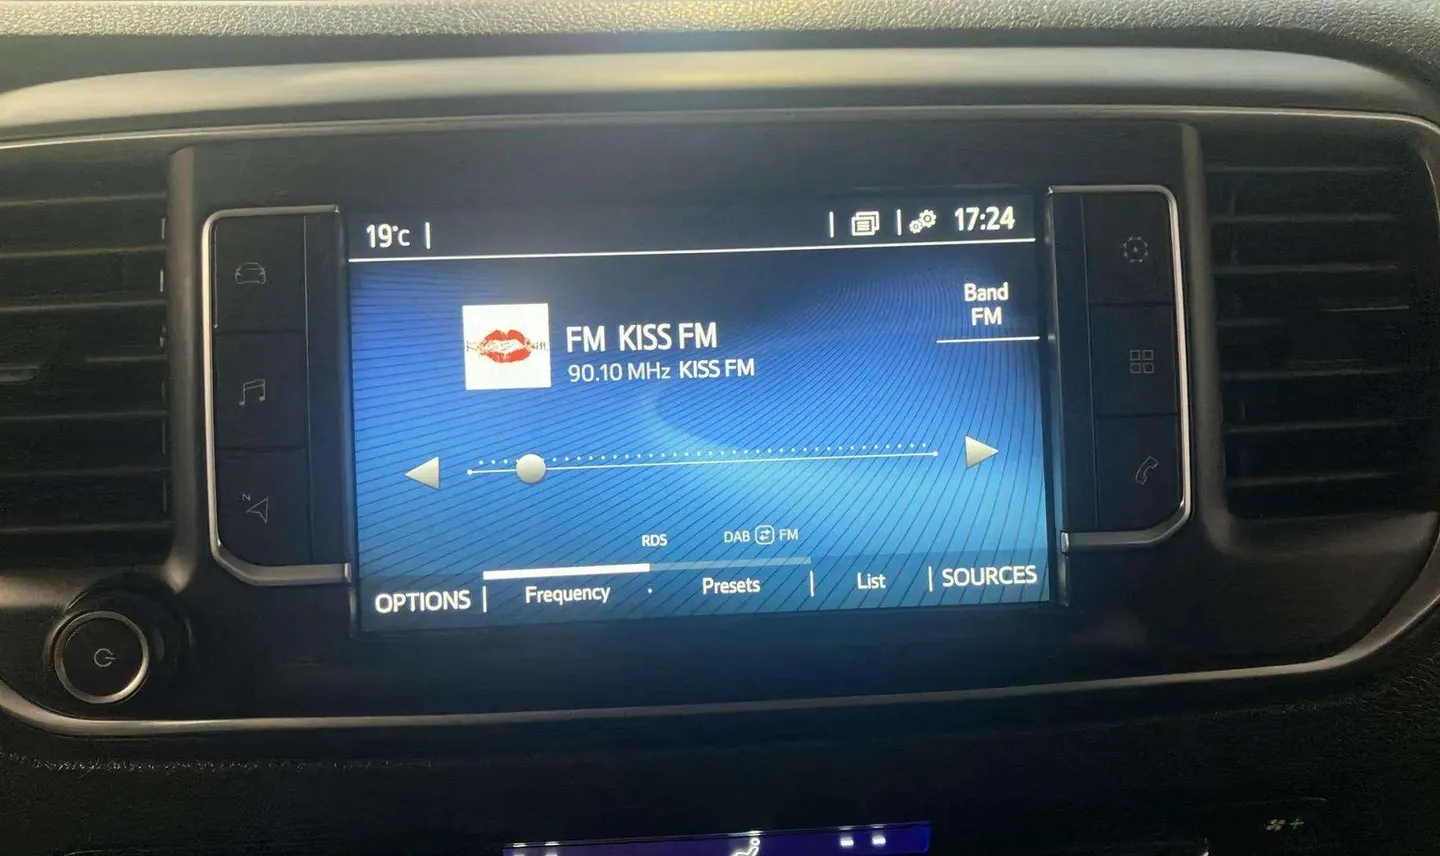 19°C
17:24
Band
FM
FM KISS FM
90.10 MHz KISS FM
RDS
DAB FM
OPTIONS
Frequency
Presets
List
SOURCES
N